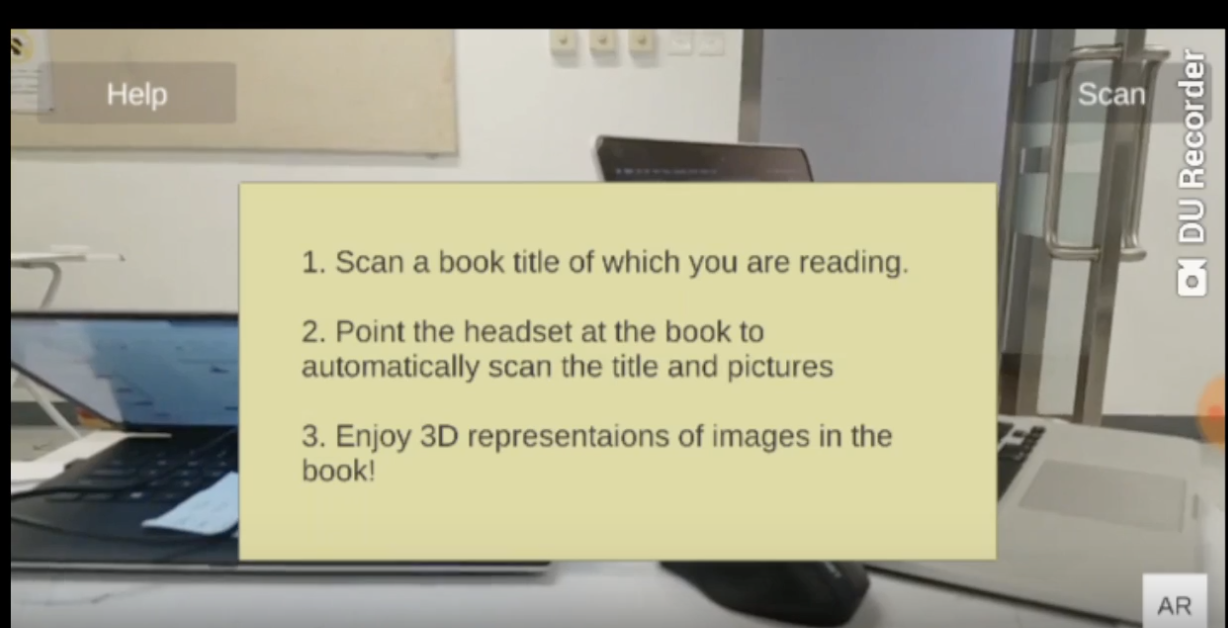 Help
Scan
DU Recorder
1. Scan a book title of which you are reading.
2. Point the headset at the book to
automatically scan the title and pictures
3. Enjoy 3D representaions of images in the
book!
AR